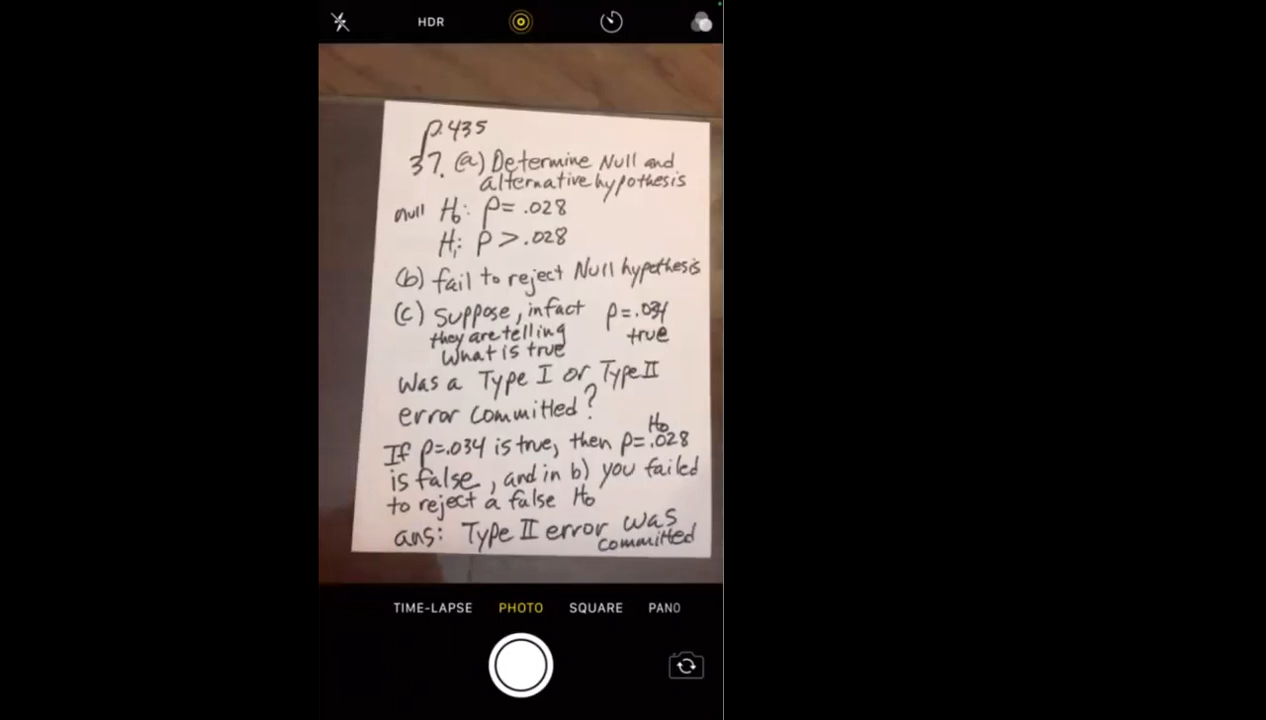 HDR
p.435
37. (a) Determine Null and
alternative hypothesis
null H₀: p = .028
H₁: p > .028
(b) fail to reject Null hypothesis
(c) Suppose, in fact p = .034
they are telling true
what is true
Was a Type I or Type II
error committed?
H₀
If p=.034 is true, then p=.028
is false, and in b) you failed
to reject a false H₀
ans: Type II error was
committed
TIME-LAPSE PHOTO SQUARE PANO